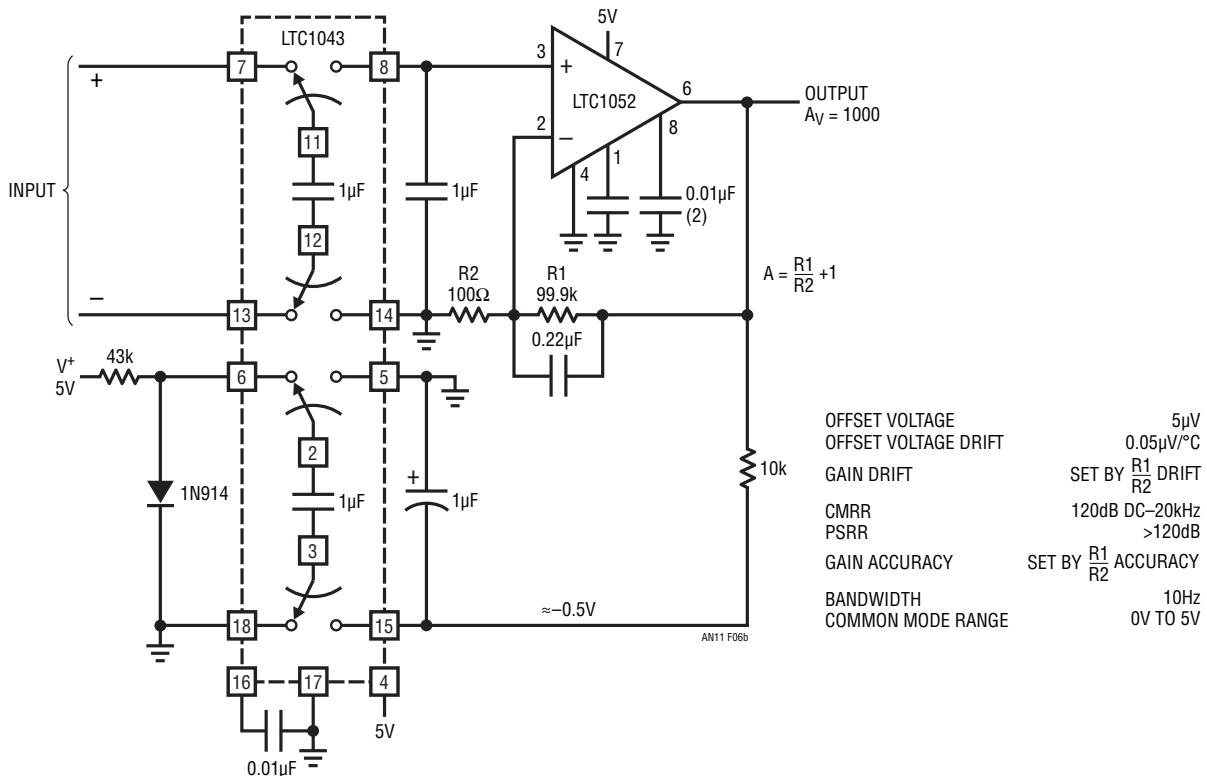 LTC1043
7
8
+
11
1µF
12
INPUT
–
13
14
1µF
5V
3
7
+
LTC1052
6
OUTPUT
A_V = 1000
2
–
8
1
4
0.01µF
(2)
R2
100Ω
R1
99.9k
0.22µF
A = R1/R2 +1
V⁺
5V
43k
6
5
2
1µF
3
+
1µF
1N914
18
15
≈–0.5V
10k
16
17
4
5V
0.01µF
AN11 F06b
OFFSET VOLTAGE 5µV
OFFSET VOLTAGE DRIFT 0.05µV/°C
GAIN DRIFT SET BY R1/R2 DRIFT
CMRR 120dB DC–20kHz
PSRR >120dB
GAIN ACCURACY SET BY R1/R2 ACCURACY
BANDWIDTH 10Hz
COMMON MODE RANGE 0V TO 5V